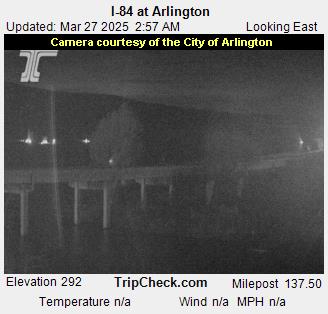 I-84 at Arlington
Updated: Mar 27 2025 2:57 AM Looking East
Camera courtesy of the City of Arlington
Elevation 292 TripCheck.com Milepost 137.50
Temperature n/a Wind n/a MPH n/a